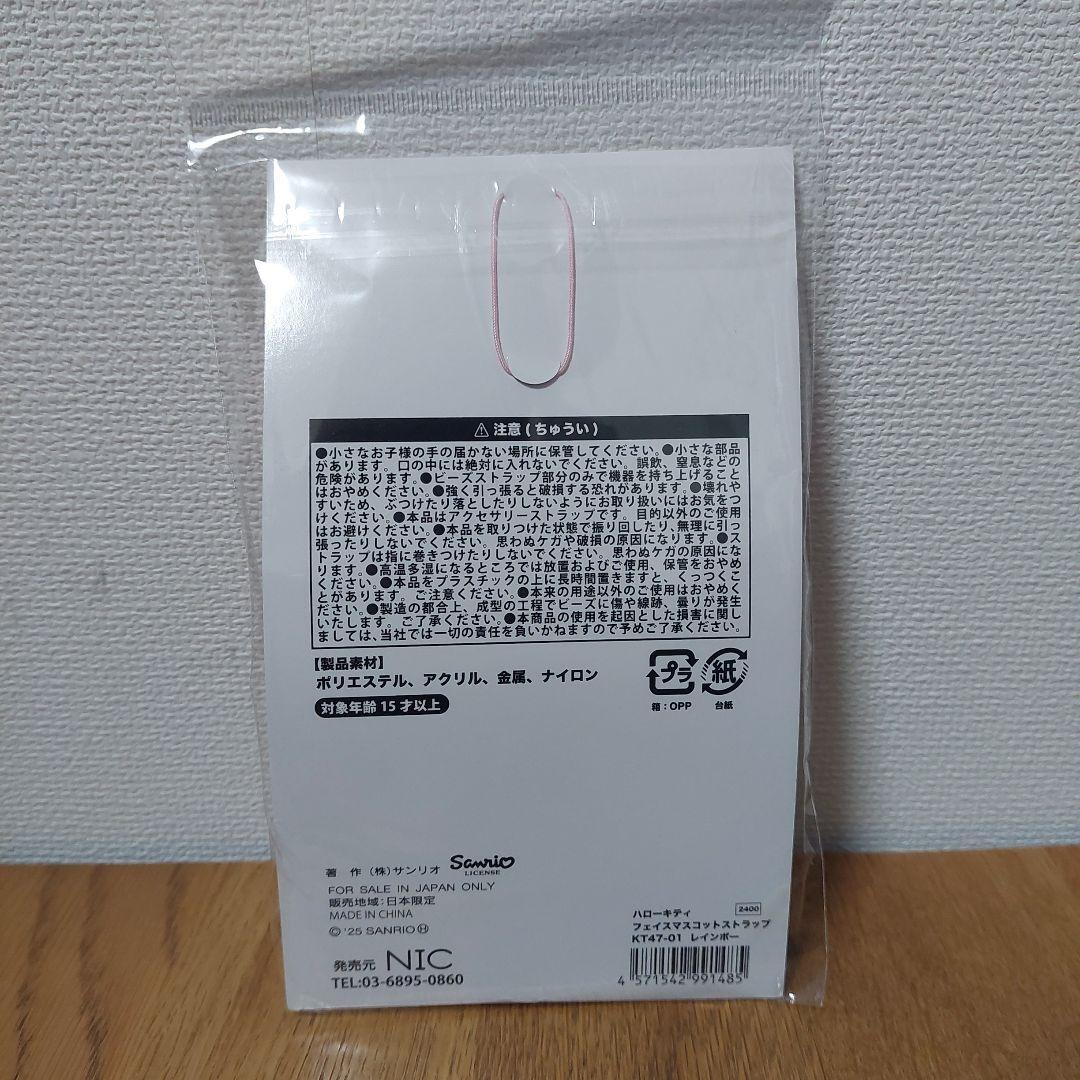 ⚠ 注意(ちゅうい)
●小さなお子様の手の届かない場所に保管してください。●小さな部品
があります。口の中には絶対に入れないでください。誤飲、窒息などの
危険があります。●ビーズストラップ部分のみで機器を持ち上げること
はおやめください。●強く引っ張ると破損する恐れがあります。●壊れや
すいため、ぶつけたり落としたりしないようにお取り扱いにはお気をつ
けください。●本品はアクセサリーストラップです。目的以外のご使用
はお避けください。●本品を取りつけた状態で振り回したり、無理に引っ
張ったりしないでください。思わぬケガや破損の原因になります。●ス
トラップは指に巻きつけたりしないでください。思わぬケガの原因にな
ります。●高温多湿になるところでは放置およびご使用、保管をおやめ
ください。●本品をプラスチックの上に長時間置きますと、くっつくこ
とがあります。ご注意ください。●本来の用途以外のご使用はおやめく
ださい。●製造の都合上、成型の工程でビーズに傷や線跡、曇りが発生
いたします。ご了承ください。●本商品の使用を起因とした損害に関し
ましては、当社では一切の責任を負いかねますので予めご了承ください。
【製品素材】
ポリエステル、アクリル、金属、ナイロン
対象年齢15才以上
プラ 紙
箱:OPP 台紙
著 作 (株)サンリオ Sanrio
LICENSE
FOR SALE IN JAPAN ONLY
販売地域:日本限定
MADE IN CHINA
©'25 SANRIO Ⓗ
発売元 NIC
TEL:03-6895-0860
ハローキティ 2400
フェイスマスコットストラップ
KT47-01 レインボー
4 571542 991485